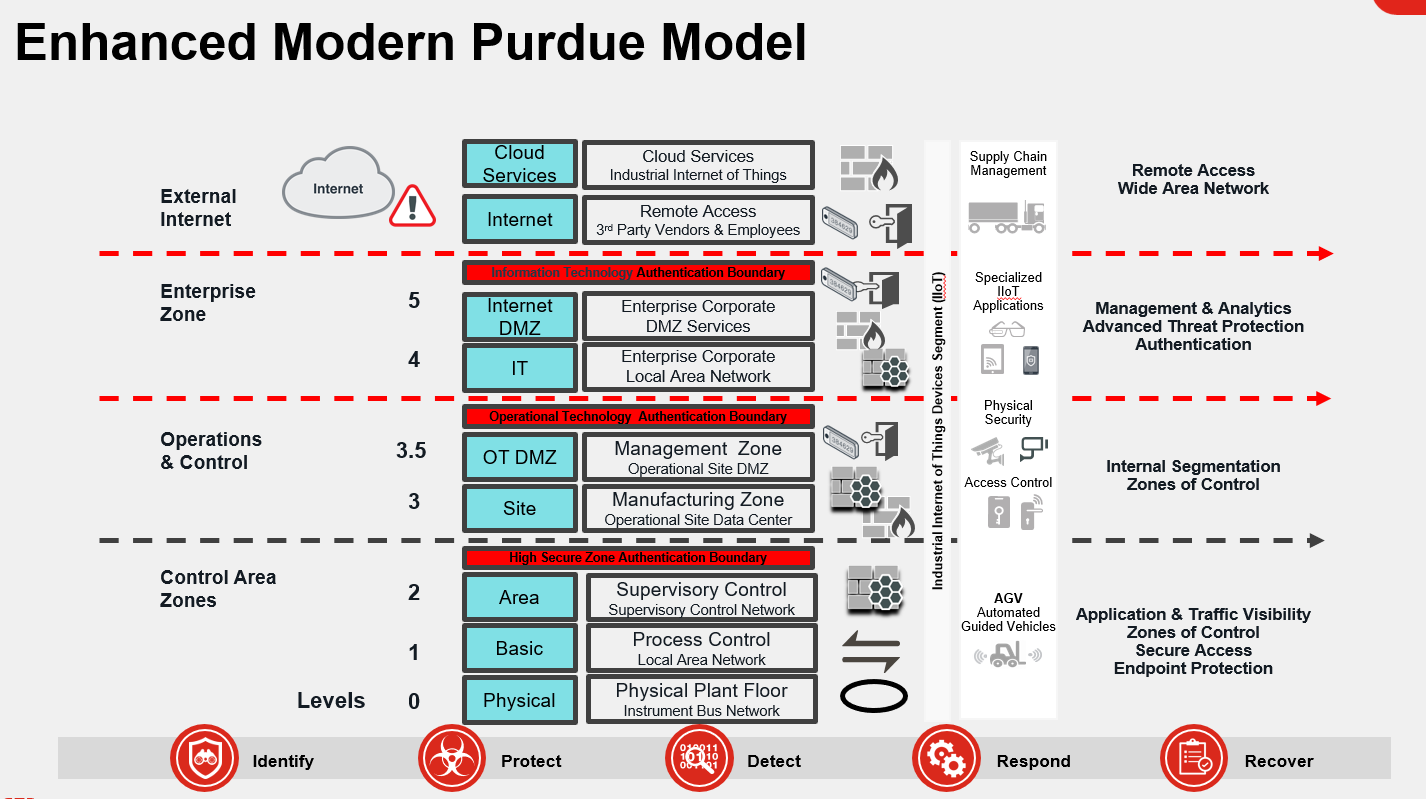 Enhanced Modern Purdue Model
External
Internet
Internet
Cloud
Services
Cloud Services
Industrial Internet of Things
Internet
Remote Access
3rd Party Vendors & Employees
384629
Supply Chain
Management
Remote Access
Wide Area Network
Enterprise
Zone
5
4
Information Technology Authentication Boundary
Internet
DMZ
Enterprise Corporate
DMZ Services
IT
Enterprise Corporate
Local Area Network
384629
Industrial Internet of Things Devices Segment (IIoT)
Specialized
IIoT
Applications
Management & Analytics
Advanced Threat Protection
Authentication
Operations
& Control
3.5
3
Operational Technology Authentication Boundary
OT DMZ
Management Zone
Operational Site DMZ
Site
Manufacturing Zone
Operational Site Data Center
384629
Physical
Security
Access Control
Internal Segmentation
Zones of Control
Control Area
Zones
2
1
Levels
0
High Secure Zone Authentication Boundary
Area
Supervisory Control
Supervisory Control Network
Basic
Process Control
Local Area Network
Physical
Physical Plant Floor
Instrument Bus Network
AGV
Automated
Guided Vehicles
Application & Traffic Visibility
Zones of Control
Secure Access
Endpoint Protection
Identify
Protect
Detect
Respond
Recover